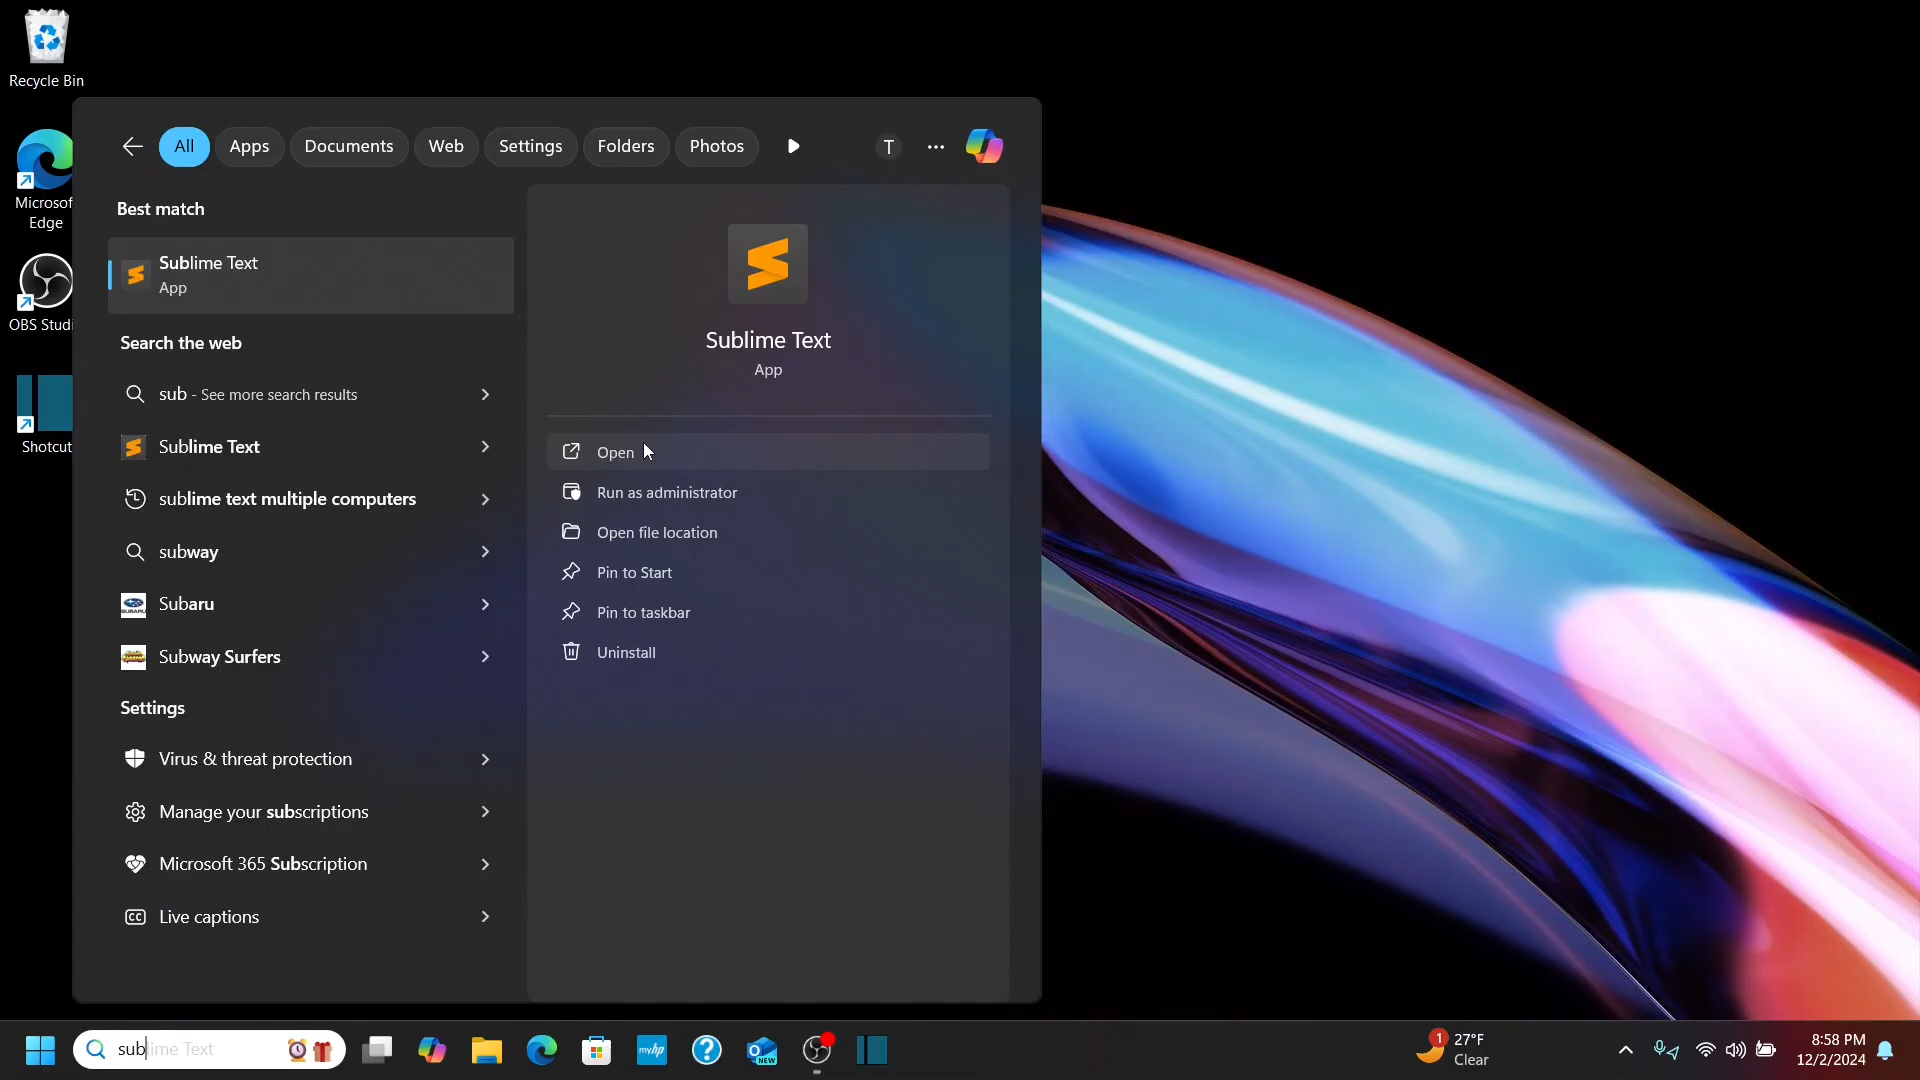 Recycle Bin
Microsof
Edge
OBS Studi
Shotcut
All
Apps
Documents
Web
Settings
Folders
Photos
T
Best match
Sublime Text
App
Search the web
sub - See more search results
Sublime Text
sublime text multiple computers
subway
Subaru
Subway Surfers
Settings
Virus & threat protection
Manage your subscriptions
Microsoft 365 Subscription
Live captions
Sublime Text
App
Open
Run as administrator
Open file location
Pin to Start
Pin to taskbar
Uninstall
sublime Text
myhp
NEW
1
27°F
Clear
8:58 PM
12/2/2024